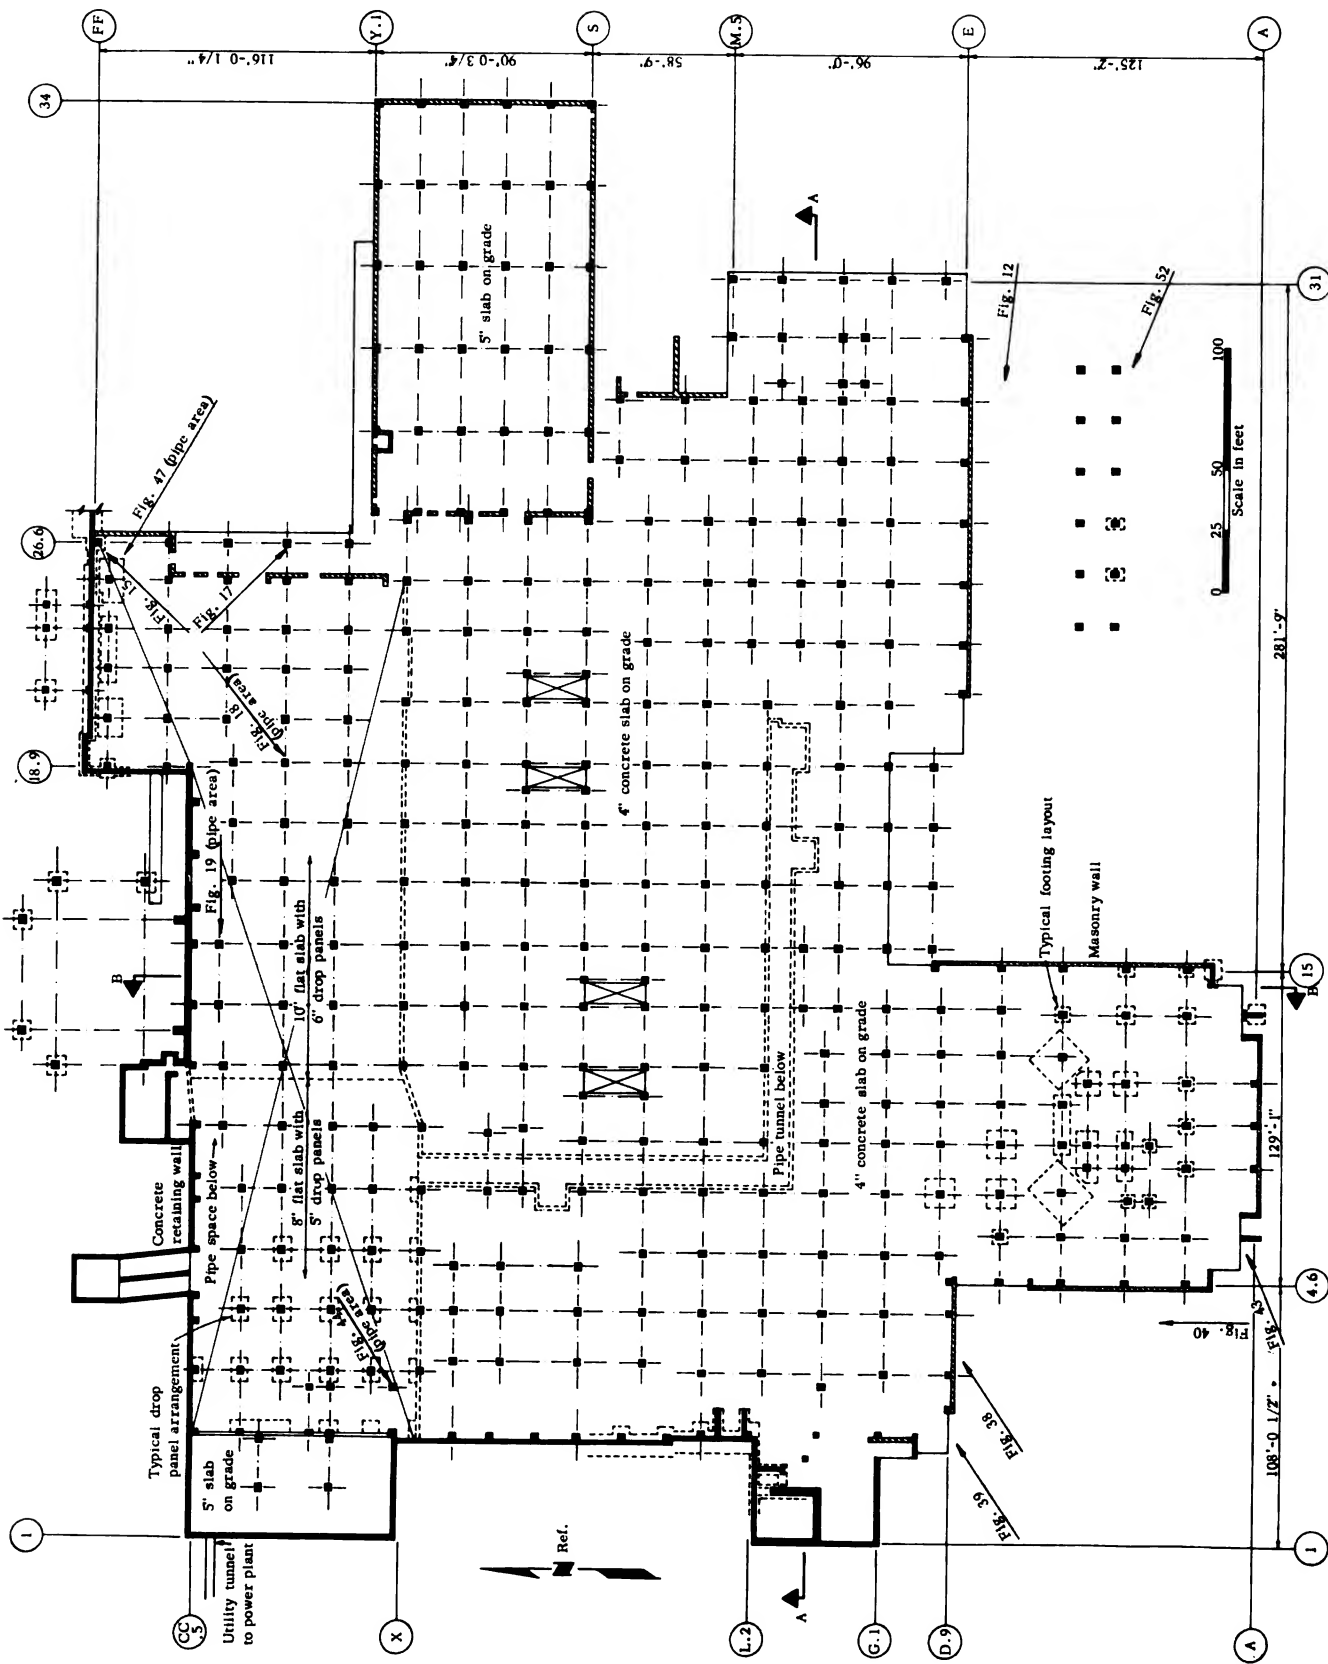 FF
Y.1
S
M.5
E
A
116'-0 1/4"
90'-0 3/4"
58'-9"
96'-0"
125'-2"
34
5" slab on grade
A
Fig. 12
Fig. 52
31
Fig. 47 (pipe area)
26.6
Fig. 15
Fig. 17
Fig. 18
(pipe area)
18.9
4" concrete slab on grade
0 25 50 100
Scale in feet
281'-9"
Fig. 19 (pipe area)
B
10" flat slab with
6" drop panels
Typical footing layout
Masonry wall
15
B
Concrete
retaining wall
Pipe space below
8" flat slab with
5" drop panels
Pipe tunnel below
4" concrete slab on grade
129'-1"
Typical drop
panel arrangement
Fig. 44
(pipe area)
Fig. 40
Fig. 43
4.6
5" slab
on grade
Fig. 38
Fig. 39
108'-0 1/2"
1
Utility tunnel
to power plant
Ref.
A
1
CC
.5
X
L.2
G.1
D.9
A